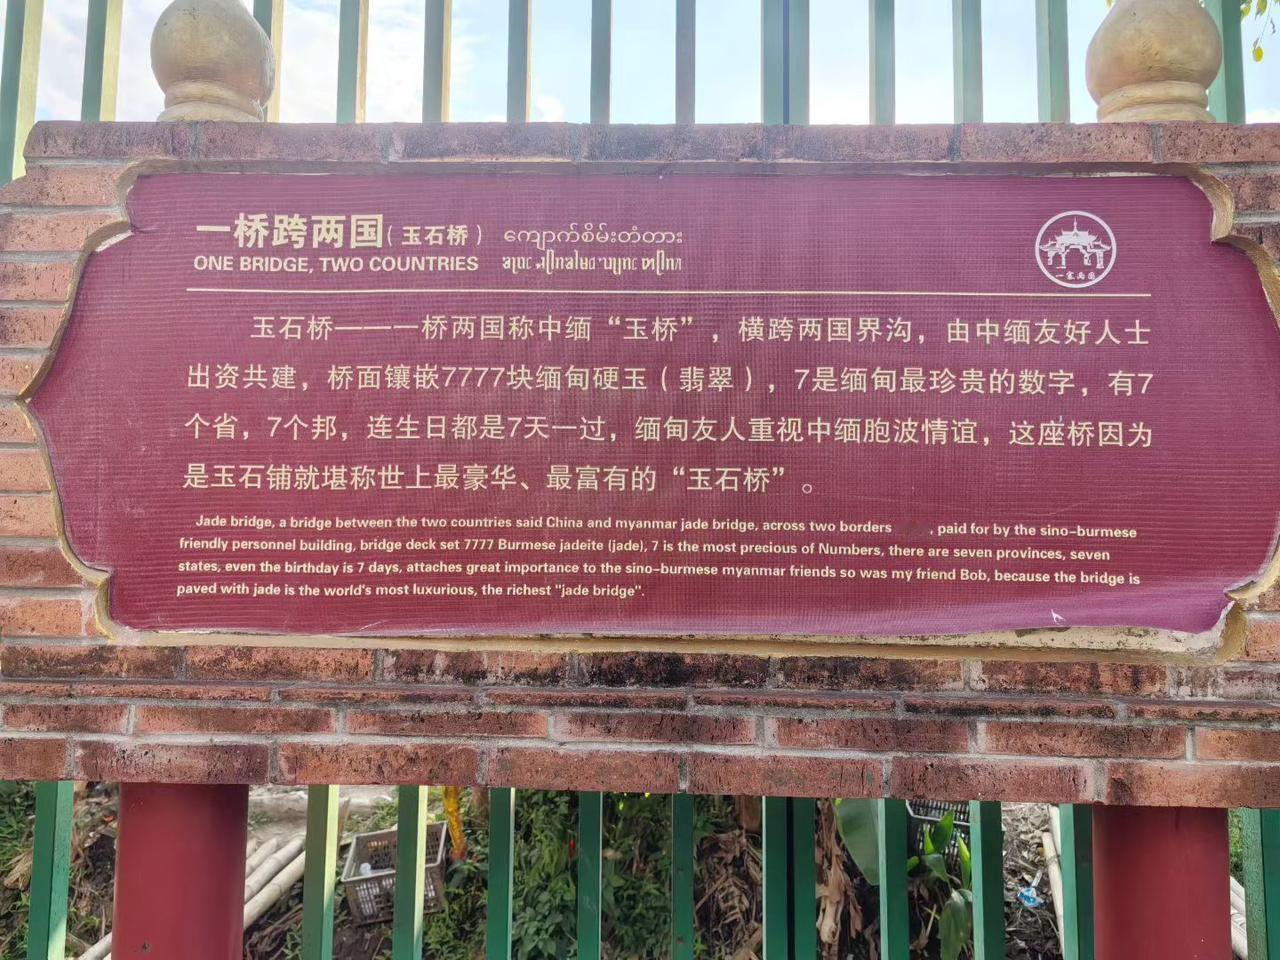 一桥跨两国（玉石桥） ကျောက်စိမ်းတံတား
ONE BRIDGE, TWO COUNTRIES
一寨两国
玉石桥———一桥两国称中缅“玉桥”，横跨两国界沟，由中缅友好人士
出资共建，桥面镶嵌7777块缅甸硬玉（翡翠），7是缅甸最珍贵的数字，有7
个省，7个邦，连生日都是7天一过，缅甸友人重视中缅胞波情谊，这座桥因为
是玉石铺就堪称世上最豪华、最富有的“玉石桥”。
Jade bridge, a bridge between the two countries said China and myanmar jade bridge, across two borders , paid for by the sino-burmese
friendly personnel building, bridge deck set 7777 Burmese jadeite (jade), 7 is the most precious of Numbers, there are seven provinces, seven
states, even the birthday is 7 days, attaches great importance to the sino-burmese myanmar friends so was my friend Bob, because the bridge is
paved with jade is the world's most luxurious, the richest "jade bridge".